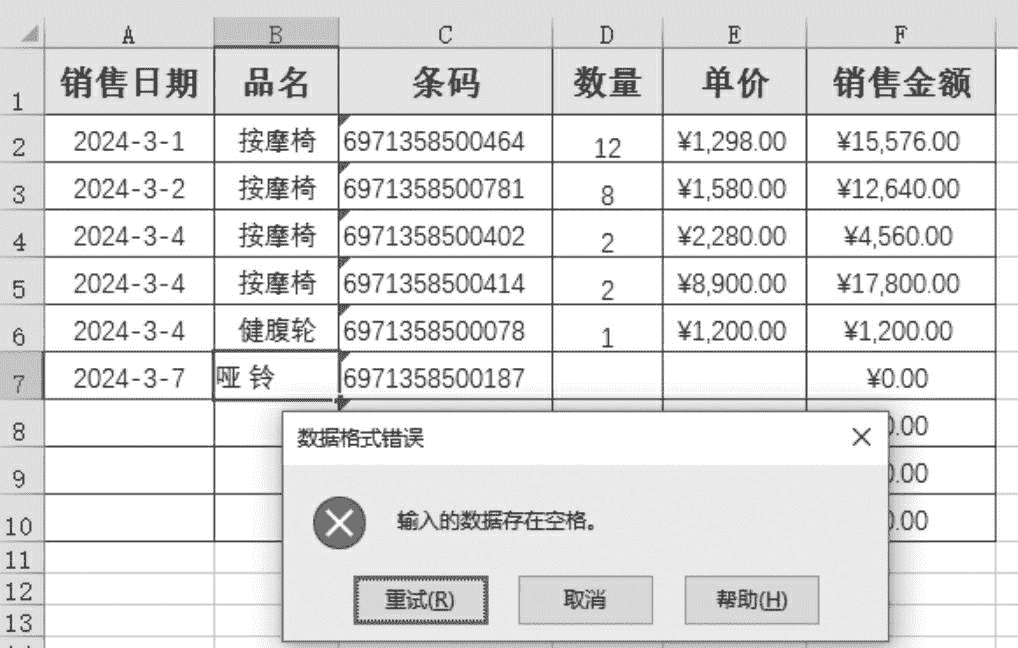 A B C D E F
1 销售日期 品名 条码 数量 单价 销售金额
2 2024-3-1 按摩椅 6971358500464 12 ¥1,298.00 ¥15,576.00
3 2024-3-2 按摩椅 6971358500781 8 ¥1,580.00 ¥12,640.00
4 2024-3-4 按摩椅 6971358500402 2 ¥2,280.00 ¥4,560.00
5 2024-3-4 按摩椅 6971358500414 2 ¥8,900.00 ¥17,800.00
6 2024-3-4 健腹轮 6971358500078 1 ¥1,200.00 ¥1,200.00
7 2024-3-7 哑 铃 6971358500187 ¥0.00
8 .00
数据格式错误
9 .00
10 .00
输入的数据存在空格。
11
12
重试(R) 取消 帮助(H)
13